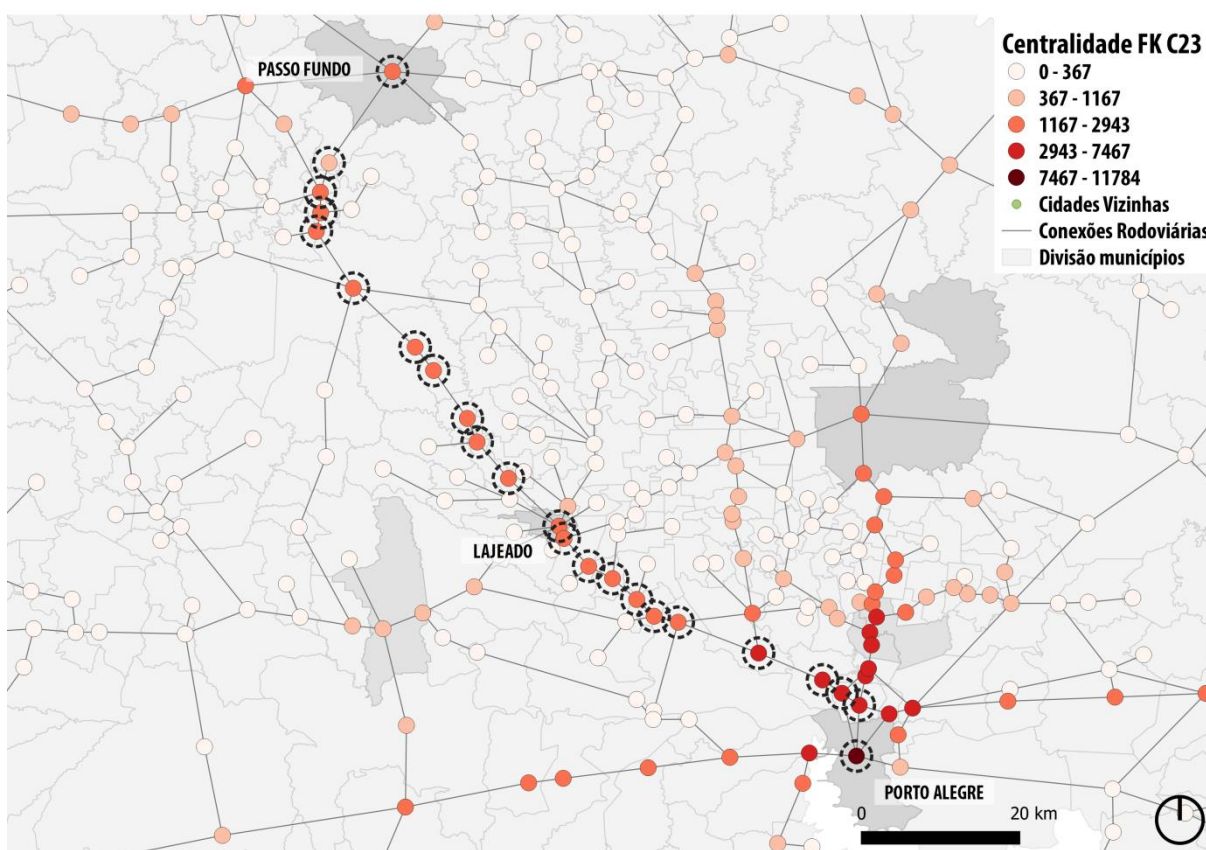 PASSO FUNDO
Centralidade FK C23
0 - 367
367 - 1167
1167 - 2943
2943 - 7467
7467 - 11784
Cidades Vizinhas
Conexões Rodoviárias
Divisão municípios
LAJEADO
PORTO ALEGRE
0 20 km